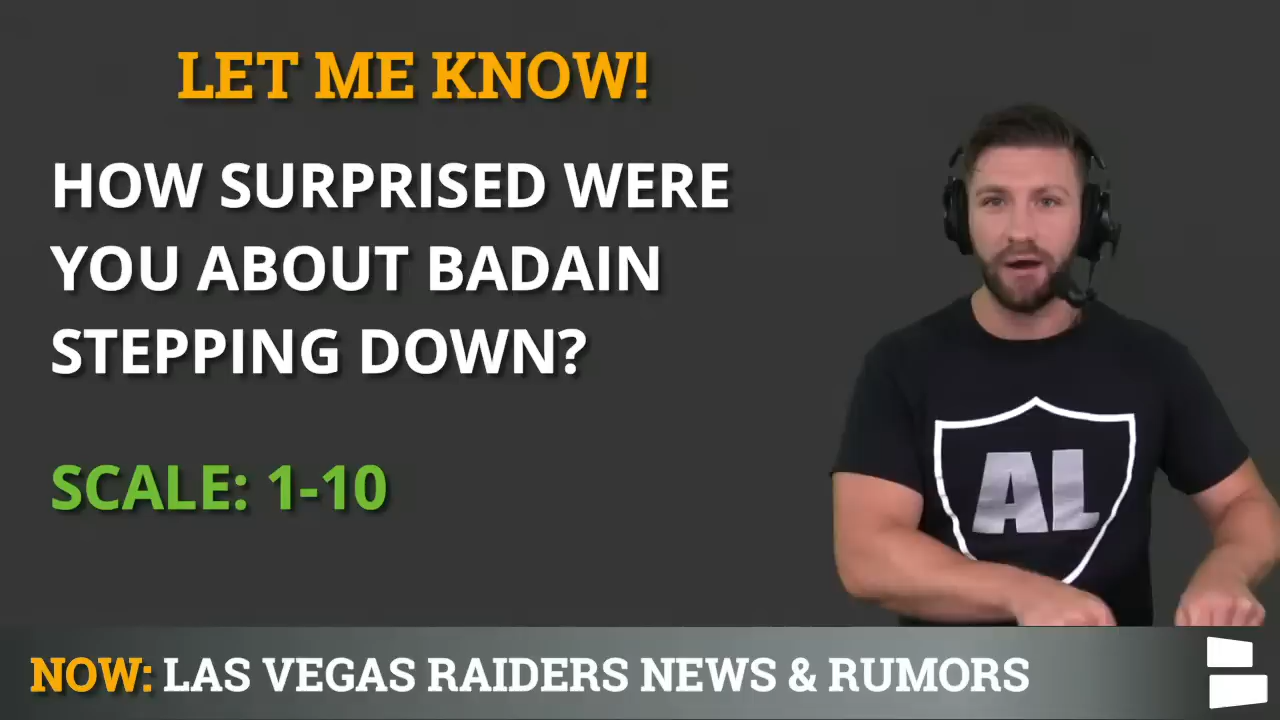 LET ME KNOW!
HOW SURPRISED WERE
YOU ABOUT BADAIN
STEPPING DOWN?
SCALE: 1-10
AL
NOW: LAS VEGAS RAIDERS NEWS & RUMORS